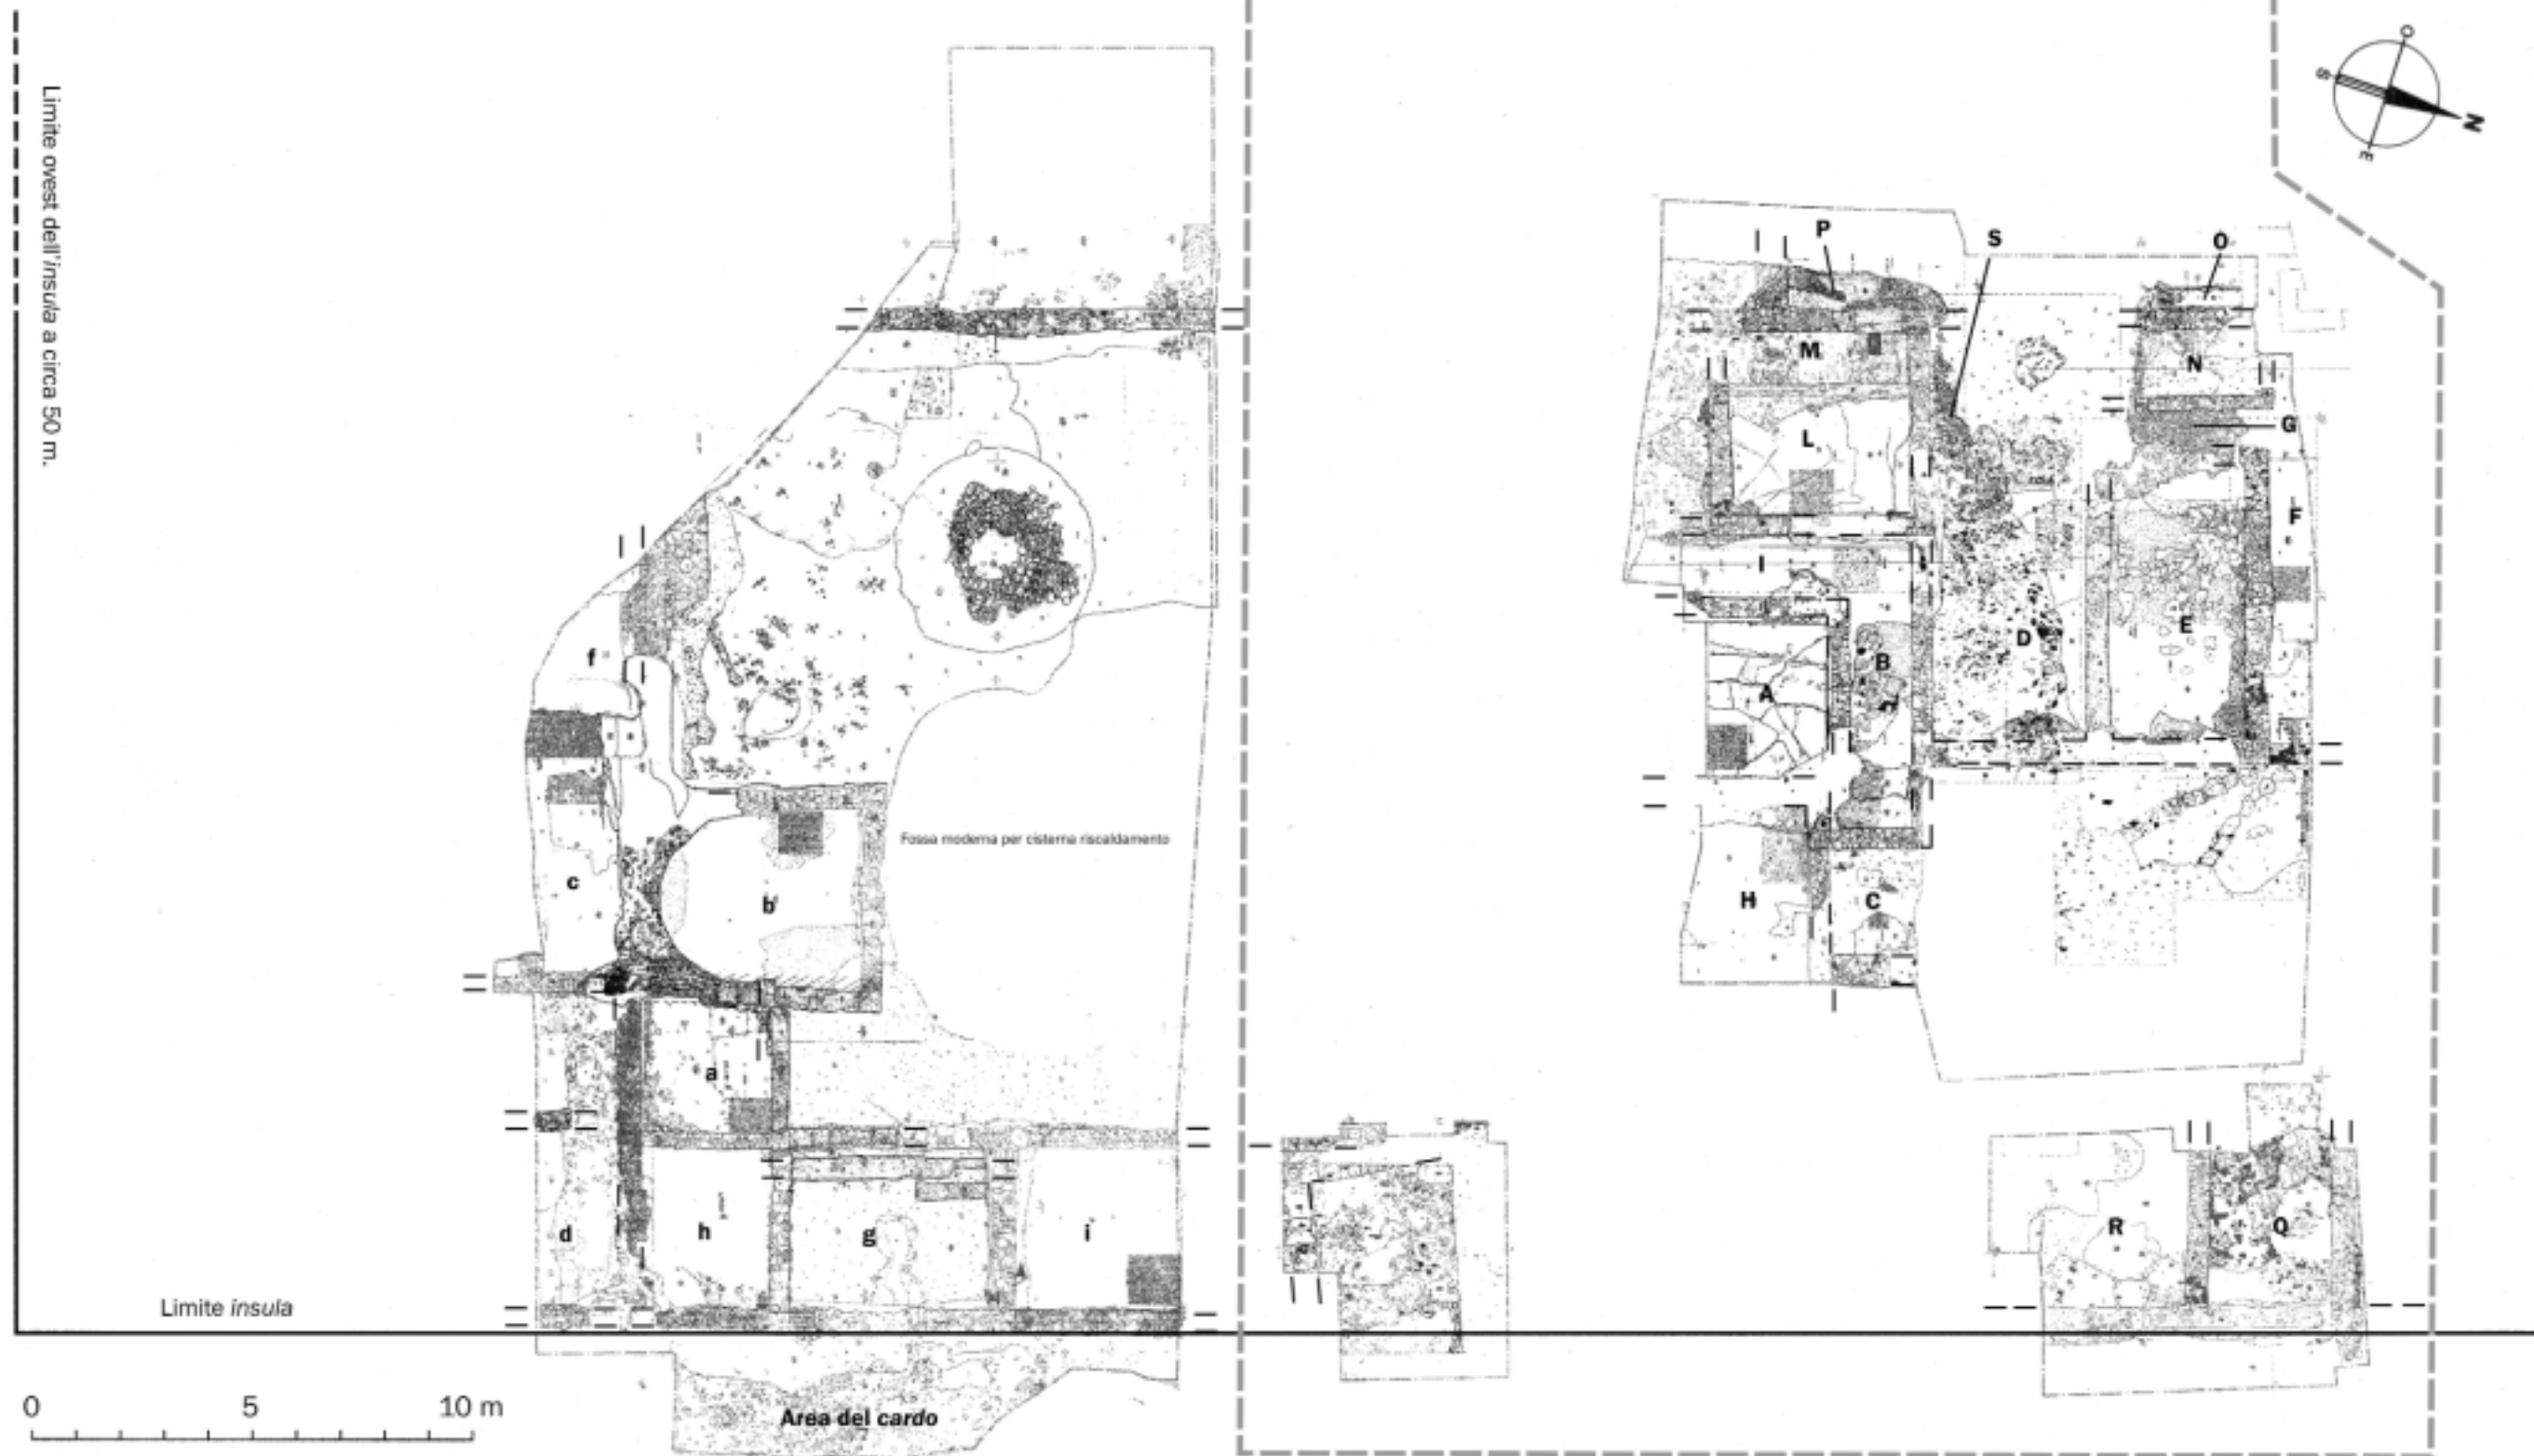 Limite ovest dell'insula a circa 50 m.
O
S
N
E
P
S
O
M
N
L
G
F
I
f
D
E
B
A
Fossa moderna per cisterna riscaldamento
c
b
H
C
a
d
h
g
i
R
Q
Limite insula
0 5 10 m
Area del cardo